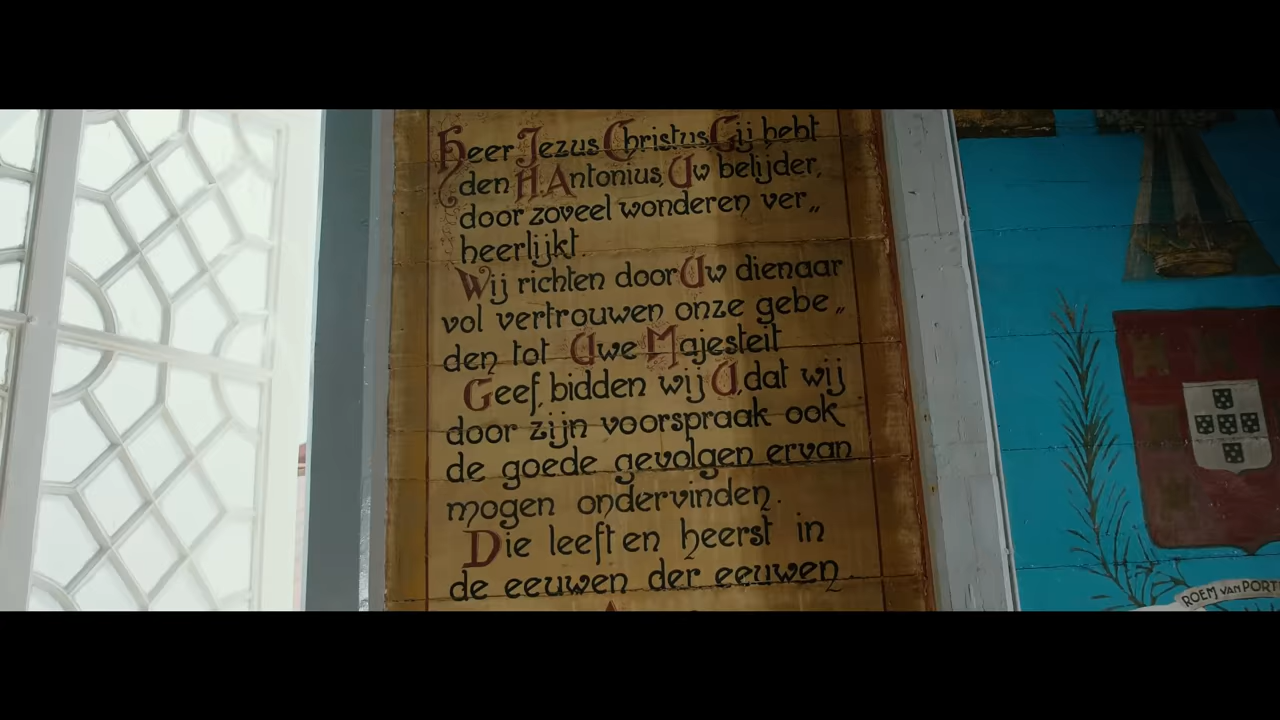 Heer Jezus Christus Gij hebt
den H. Antonius, Uw belijder,
door zoveel wonderen ver„
heerlijkt.
Wij richten door Uw dienaar
vol vertrouwen onze gebe„
den tot Uwe Majesteit
Geef, bidden wij U, dat wij
door zijn voorspraak ook
de goede gevolgen ervan
mogen ondervinden.
Die leeft en heerst in
de eeuwen der eeuwen
ROEM van PORT